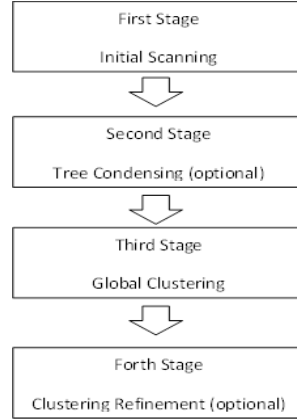 First Stage
Initial Scanning
Second Stage
Tree Condensing (optional)
Third Stage
Global Clustering
Forth Stage
Clustering Refinement (optional)